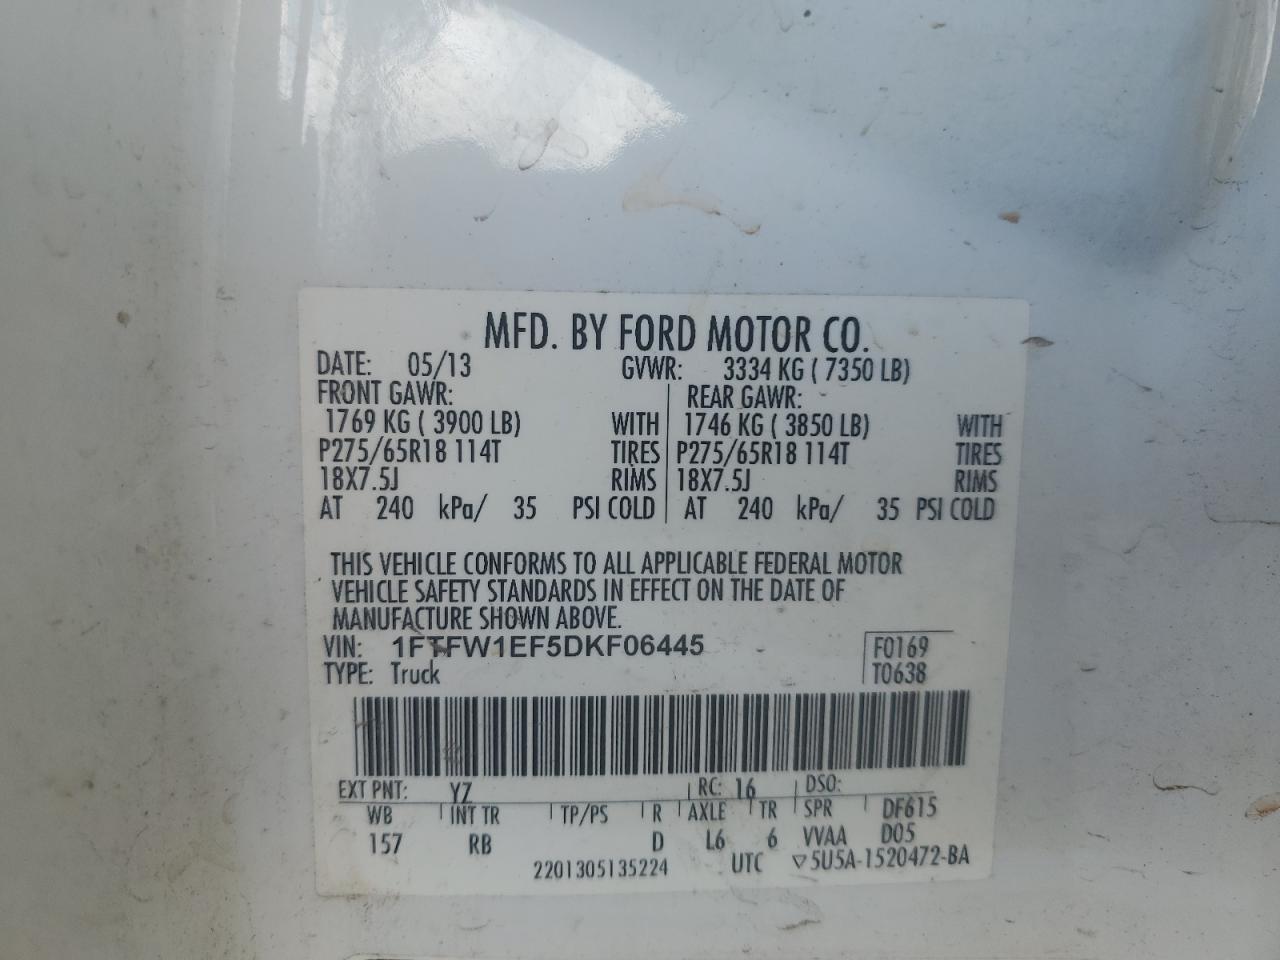 MFD. BY FORD MOTOR CO.
DATE: 05/13 GVWR: 3334 KG ( 7350 LB)
FRONT GAWR: REAR GAWR:
1769 KG ( 3900 LB) WITH 1746 KG ( 3850 LB) WITH
P275/65R18 114T TIRES P275/65R18 114T TIRES
18X7.5J RIMS 18X7.5J RIMS
AT 240 kPa/ 35 PSI COLD AT 240 kPa/ 35 PSI COLD
THIS VEHICLE CONFORMS TO ALL APPLICABLE FEDERAL MOTOR
VEHICLE SAFETY STANDARDS IN EFFECT ON THE DATE OF
MANUFACTURE SHOWN ABOVE.
VIN: 1FTFW1EF5DKF06445 F0169
TYPE: Truck T0638
EXT PNT: YZ RC: 16 DSO:
WB INT TR TP/PS R AXLE TR SPR DF615
157 RB D L6 6 VVAA D05
2201305135224 UTC ▽5U5A-1520472-BA